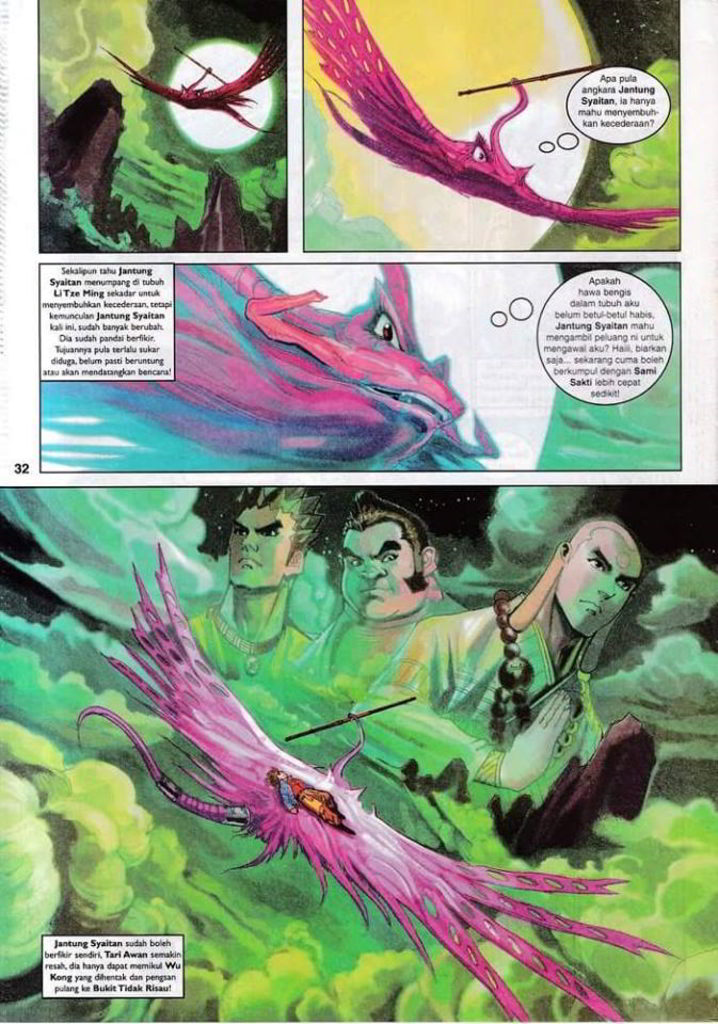 Apa pula
angkara Jantung
Syaitan, ia hanya
mahu menyembuh-
kan kecederaan?
Sekalipun tahu Jantung
Syaitan menumpang di tubuh
Li Tze Ming sekadar untuk
menyembuhkan kecederaan, tetapi
kemunculan Jantung Syaitan
kali ini, sudah banyak berubah.
Dia sudah pandai berfikir.
Tujuannya pula terlalu sukar
diduga, belum pasti beruntung
atau akan mendatangkan bencana!
Apakah
hawa bengis
dalam tubuh aku
belum betul-betul habis,
Jantung Syaitan mahu
mengambil peluang ni untuk
mengawal aku? Haiii, biarkan
saja... sekarang cuma boleh
berkumpul dengan Sami
Sakti lebih cepat
sedikit!
32
Jantung Syaitan sudah boleh
berfikir sendiri, Tari Awan semakin
resah, dia hanya dapat memikul Wu
Kong yang dihentak dan pengsan
pulang ke Bukit Tidak Risau!